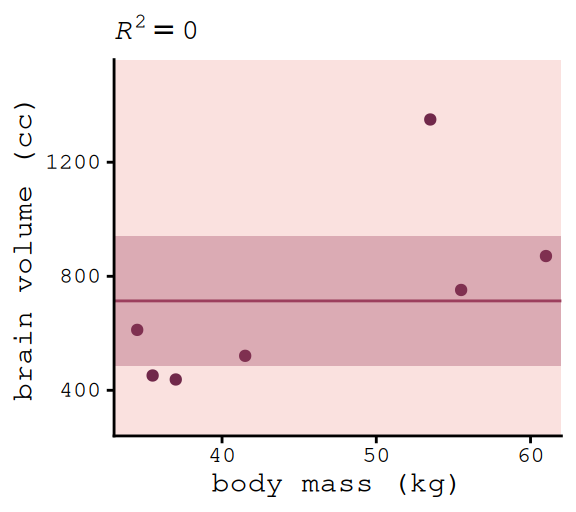 R² = 0
brain volume (cc)
1200
800
400
40 50 60
body mass (kg)